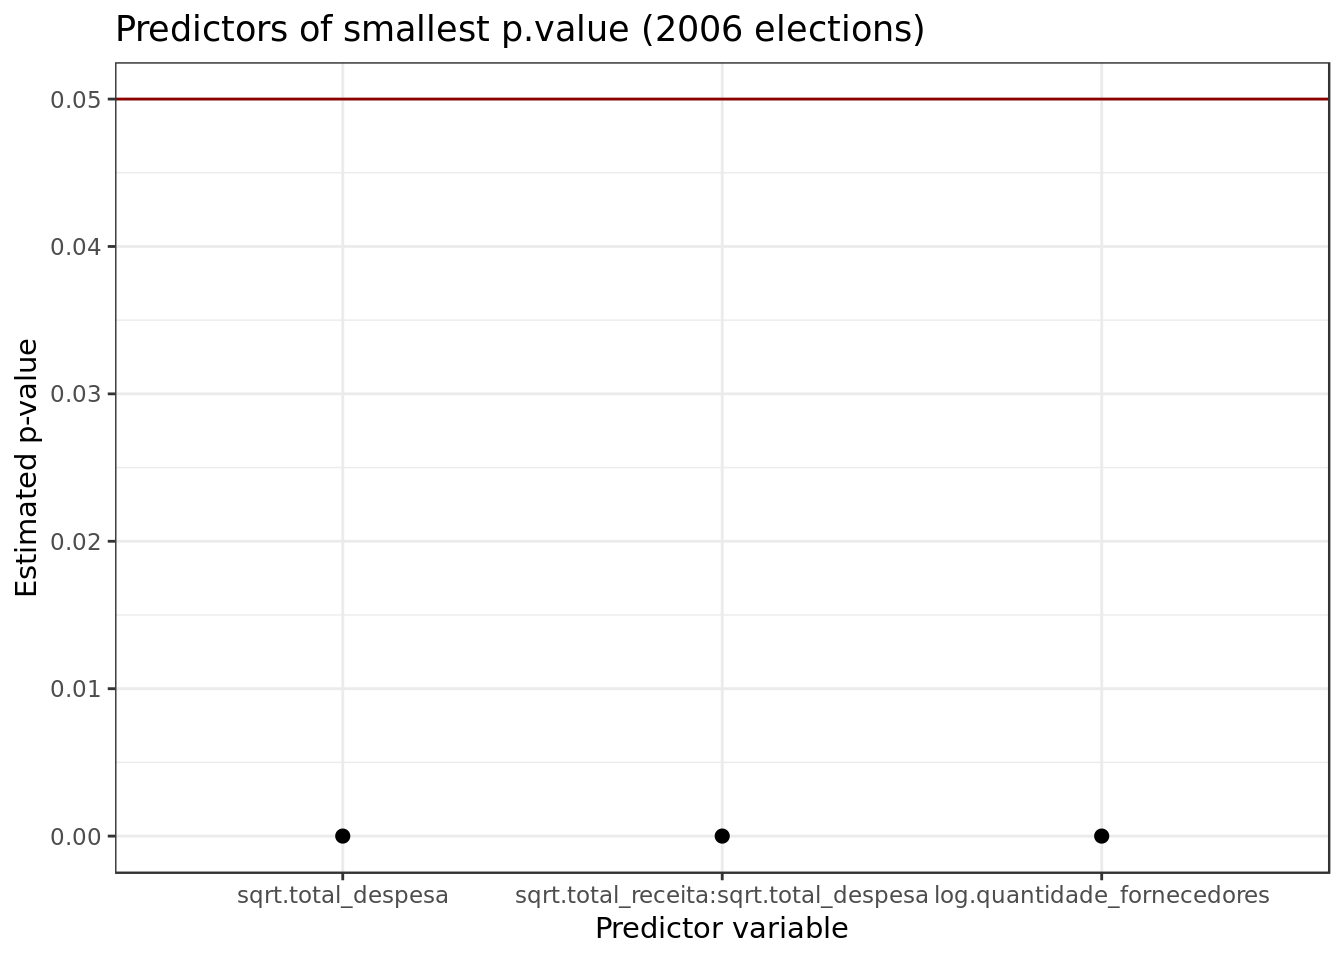 Predictors of smallest p.value (2006 elections)
Estimated p-value
0.05
0.04
0.03
0.02
0.01
0.00
sqrt.total_despesa sqrt.total_receita:sqrt.total_despesa log.quantidade_fornecedores
Predictor variable